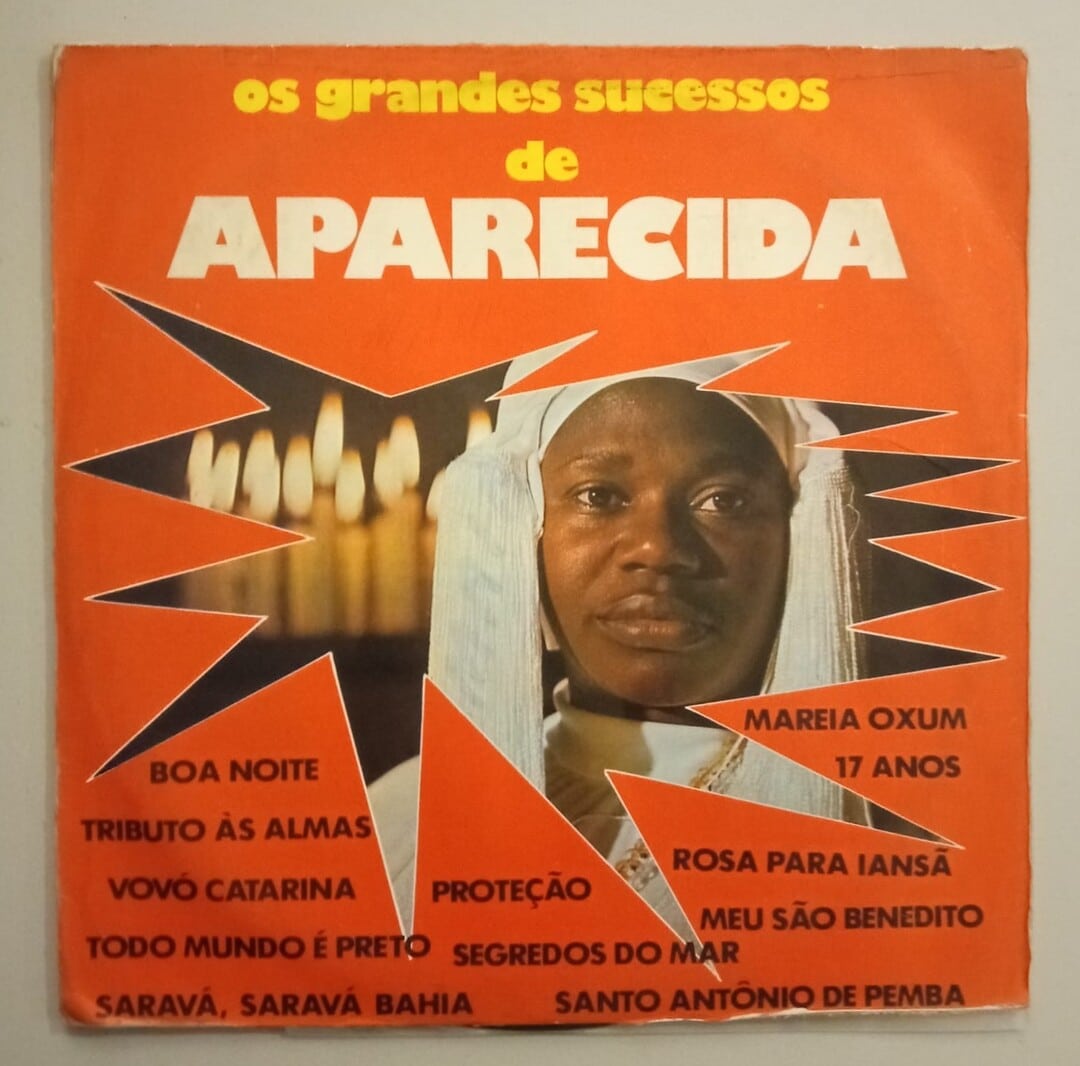 os grandes sucessos
de
APARECIDA
BOA NOITE
TRIBUTO ÀS ALMAS
VOVÓ CATARINA
TODO MUNDO É PRETO
SARAVÁ, SARAVÁ BAHIA
PROTEÇÃO
SEGREDOS DO MAR
MAREIA OXUM
17 ANOS
ROSA PARA IANSÃ
MEU SÃO BENEDITO
SANTO ANTÔNIO DE PEMBA